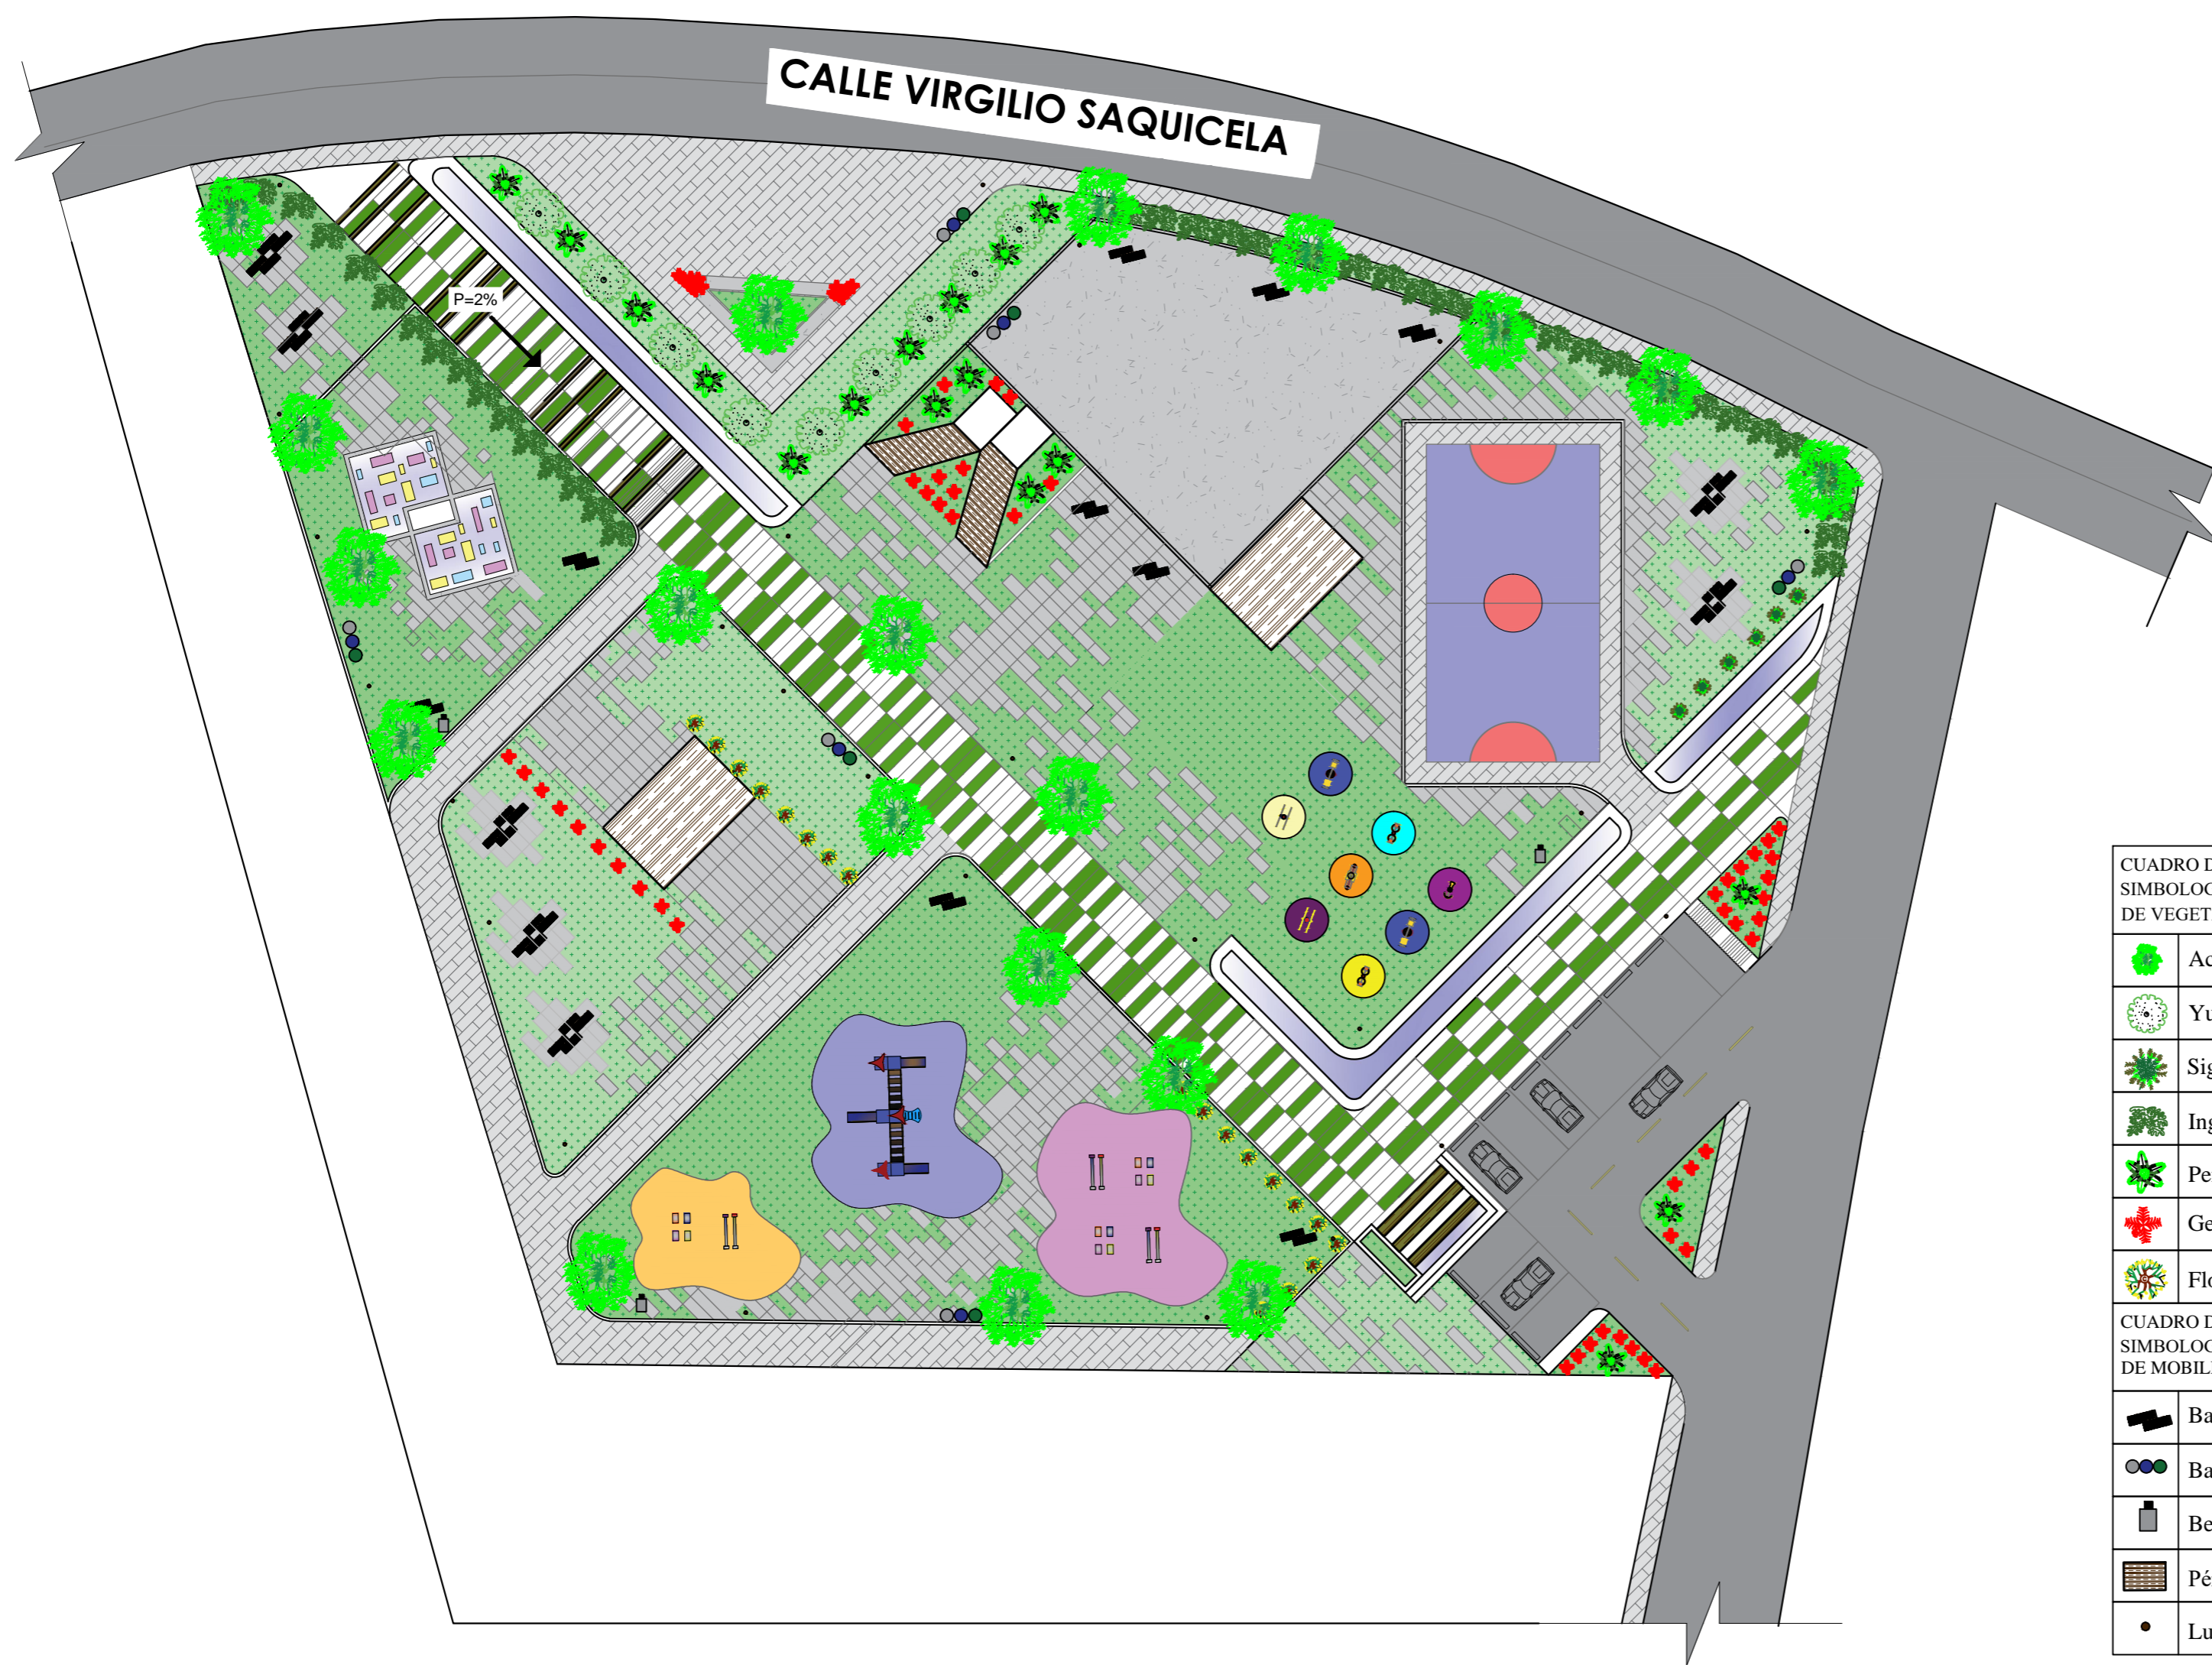 CALLE VIRGILIO SAQUICELA
P=2%
CUADRO D
SIMBOLOG
DE VEGET
Ac
Yu
Sig
Ing
Pe
Ge
Flo
CUADRO D
SIMBOLOG
DE MOBIL
Ba
Ba
Be
Pé
Lu